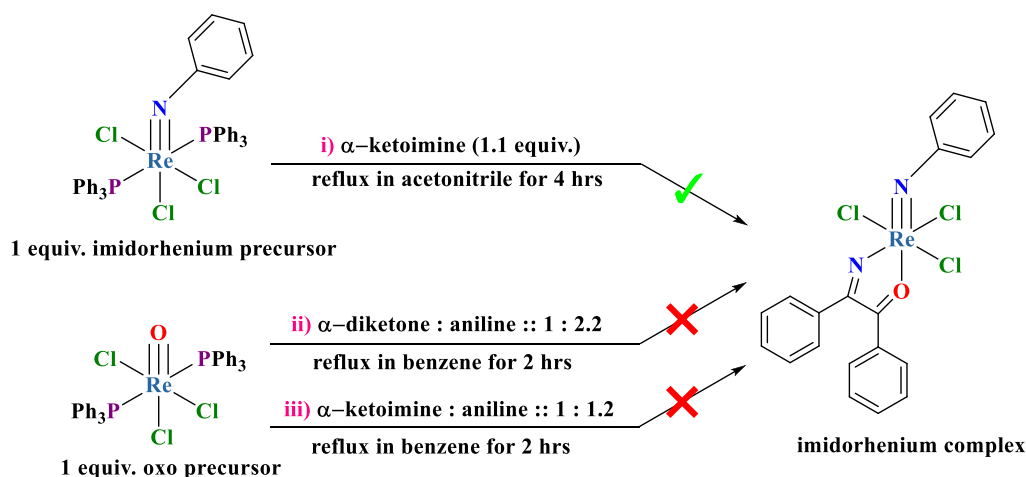 N
Cl
PPh3
Re
Ph3P
Cl
Cl
1 equiv. imidorhenium precursor
i) α−ketoimine (1.1 equiv.)
reflux in acetonitrile for 4 hrs
O
Cl
PPh3
Re
Ph3P
Cl
Cl
1 equiv. oxo precursor
ii) α−diketone : aniline :: 1 : 2.2
reflux in benzene for 2 hrs
iii) α−ketoimine : aniline :: 1 : 1.2
reflux in benzene for 2 hrs
N
Cl
Cl
Re
N
Cl
O
imidorhenium complex